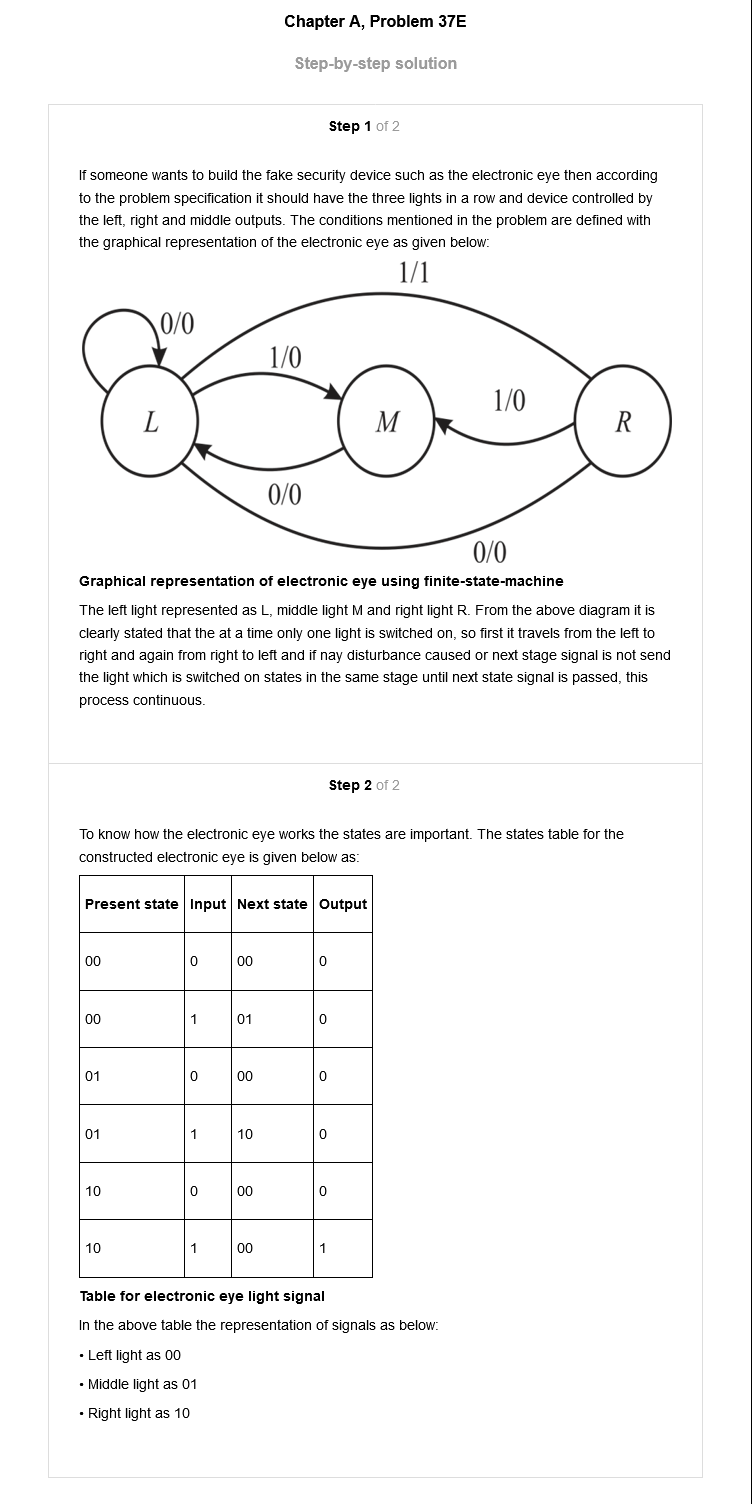 Chapter A, Problem 37E
Step-by-step solution
Step 1 of 2
If someone wants to build the fake security device such as the electronic eye then according
to the problem specification it should have the three lights in a row and device controlled by
the left, right and middle outputs. The conditions mentioned in the problem are defined with
the graphical representation of the electronic eye as given below:
1/1
0/0
1/0
1/0
L
M
R
0/0
0/0
Graphical representation of electronic eye using finite-state-machine
The left light represented as L, middle light M and right light R. From the above diagram it is
clearly stated that the at a time only one light is switched on, so first it travels from the left to
right and again from right to left and if nay disturbance caused or next stage signal is not send
the light which is switched on states in the same stage until next state signal is passed, this
process continuous.
Step 2 of 2
To know how the electronic eye works the states are important. The states table for the
constructed electronic eye is given below as:
Present state Input Next state Output
00 0 00 0
00 1 01 0
01 0 00 0
01 1 10 0
10 0 00 0
10 1 00 1
Table for electronic eye light signal
In the above table the representation of signals as below:
• Left light as 00
• Middle light as 01
• Right light as 10